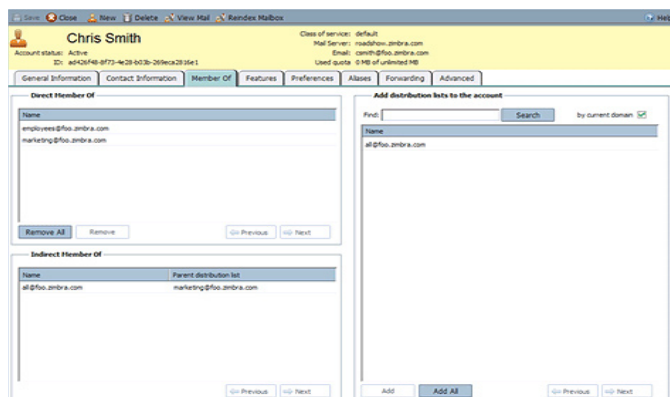 Save Close New Delete View Mail Reindex Mailbox Help
Chris Smith
Account status: Active
ID: ad426f48-8f73-4e28-b03b-269eca2816e1
Class of service: default
Mail Server: roadshow.zimbra.com
Email: csmith@foo.zimbra.com
Used quota 0 MB of unlimited MB
General Information Contact Information Member Of Features Preferences Aliases Forwarding Advanced
Direct Member Of
Name
employees@foo.zimbra.com
marketing@foo.zimbra.com
Remove All Remove Previous Next
Indirect Member Of
Name Parent distribution list
all@foo.zimbra.com marketing@foo.zimbra.com
Previous Next
Add distribution lists to the account
Find: Search by current domain
Name
all@foo.zimbra.com
Add Add All Previous Next